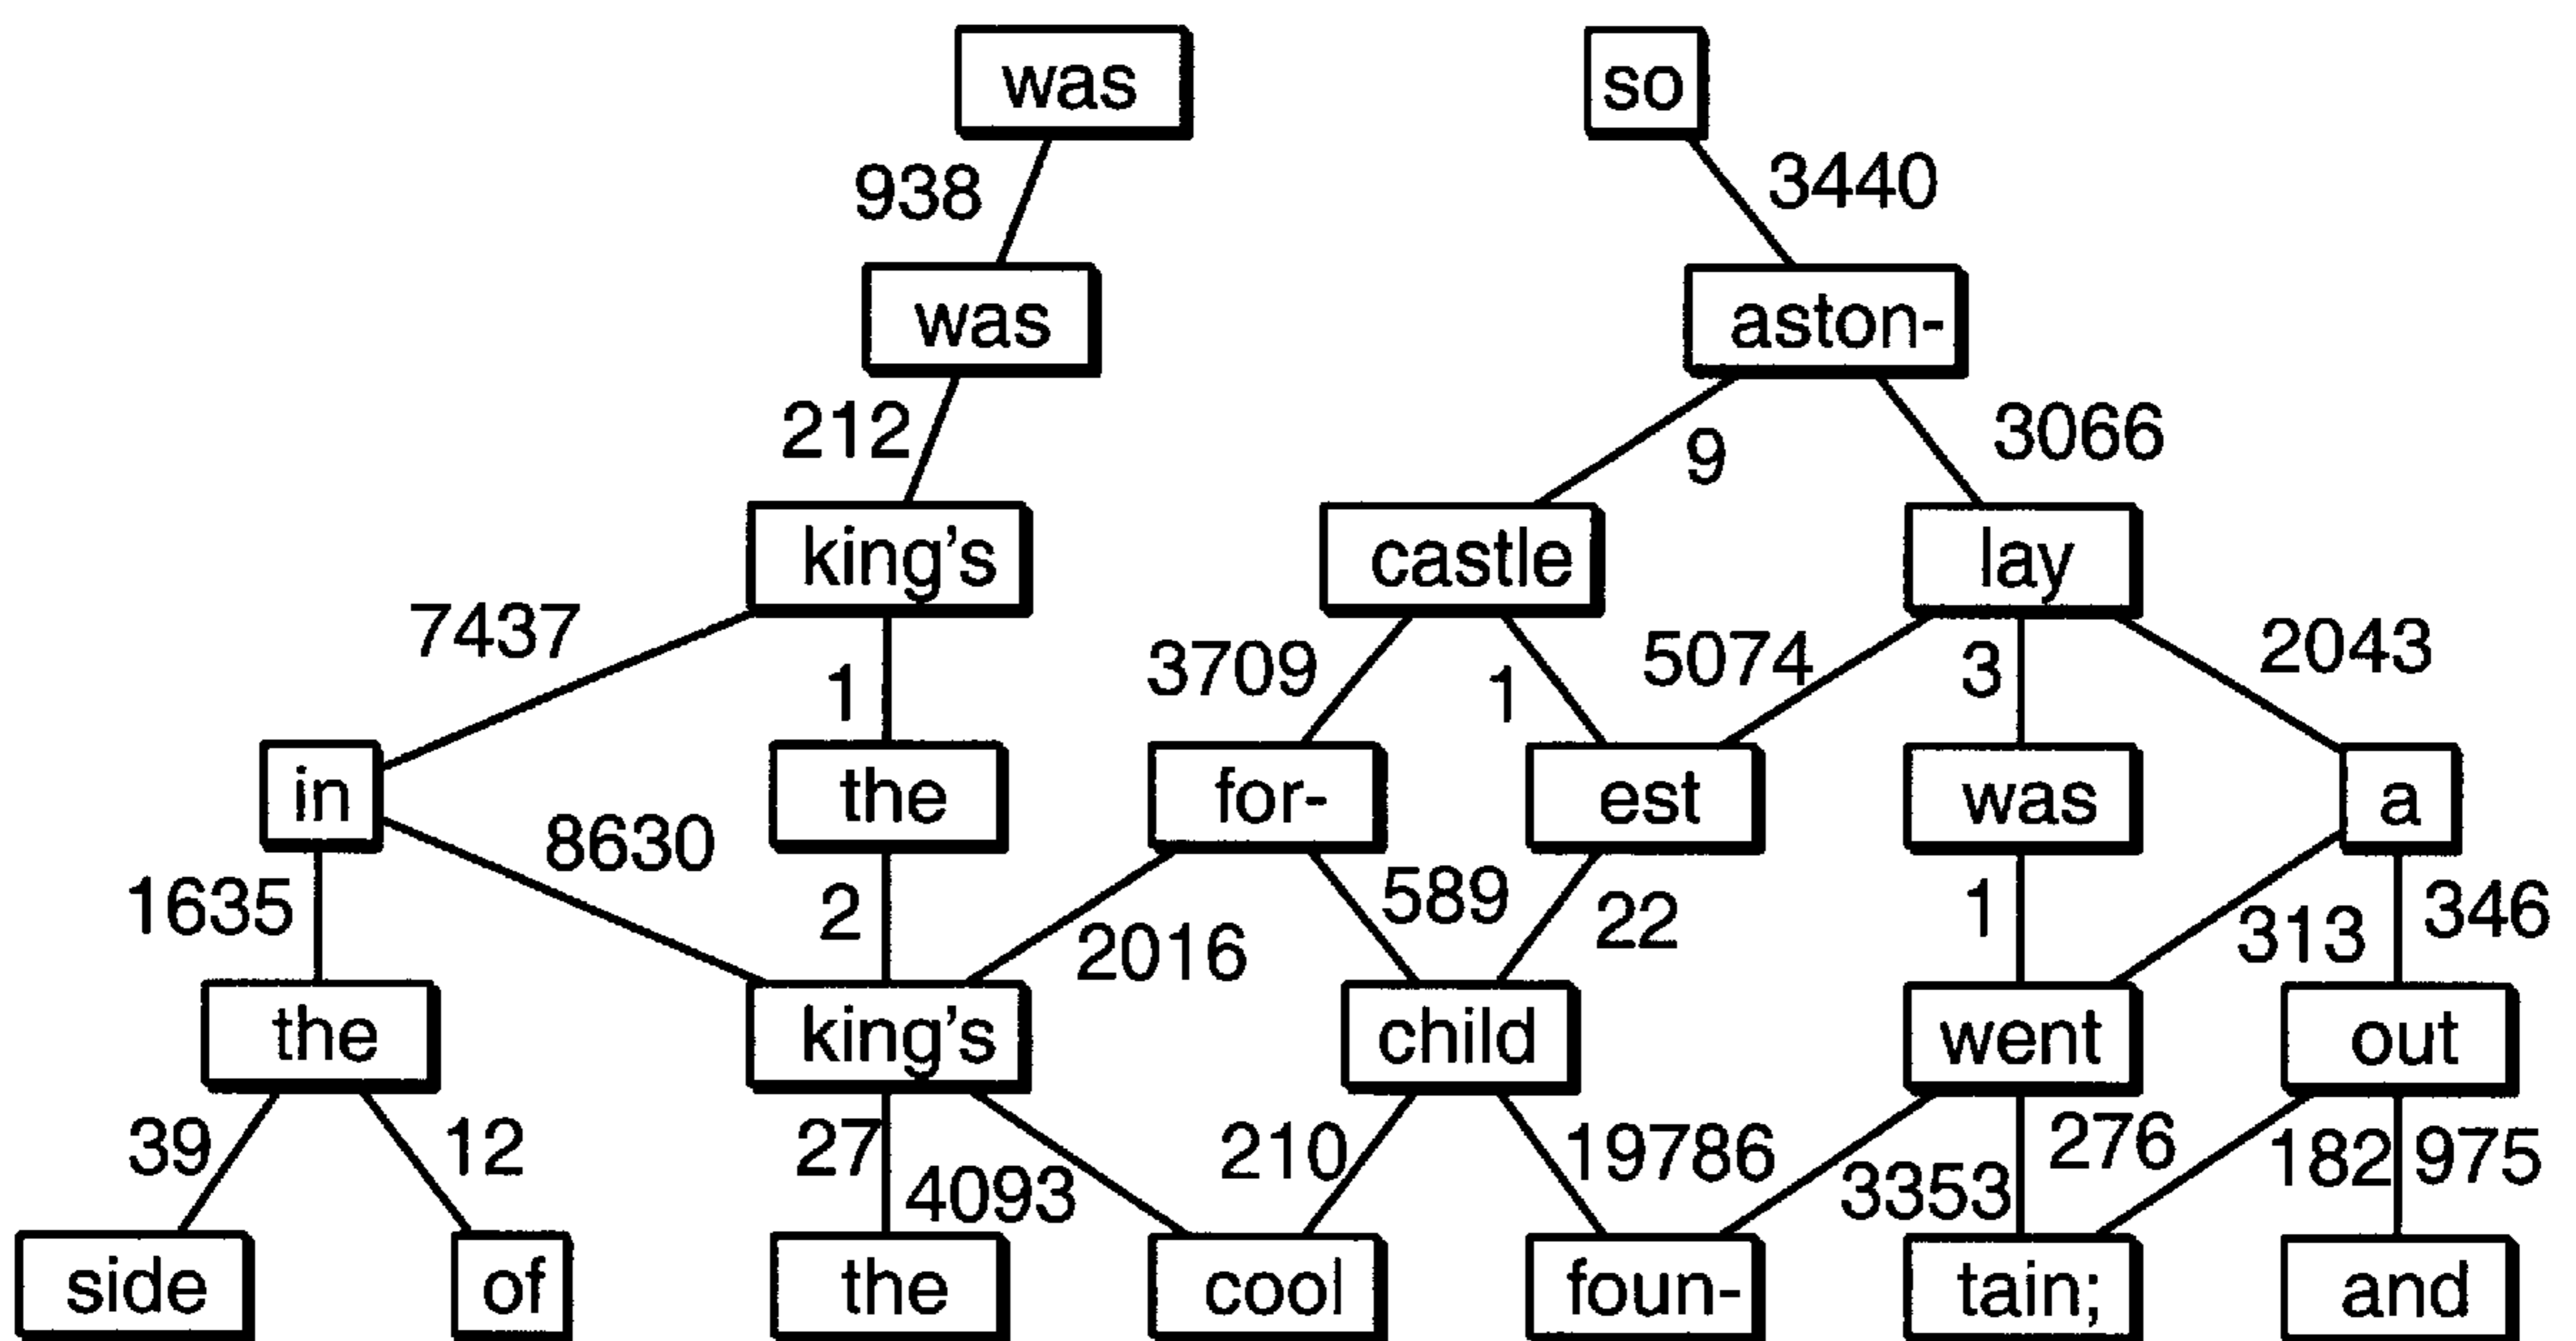 was so
938 3440
was aston-
212 9 3066
king's castle lay
7437 1 3709 1 5074 3 2043
in the for- est was a
1635 8630 2 2016 589 22 1 313 346
the king's child went out
39 12 27 4093 210 19786 3353 276 182 975
side of the cool foun- tain; and